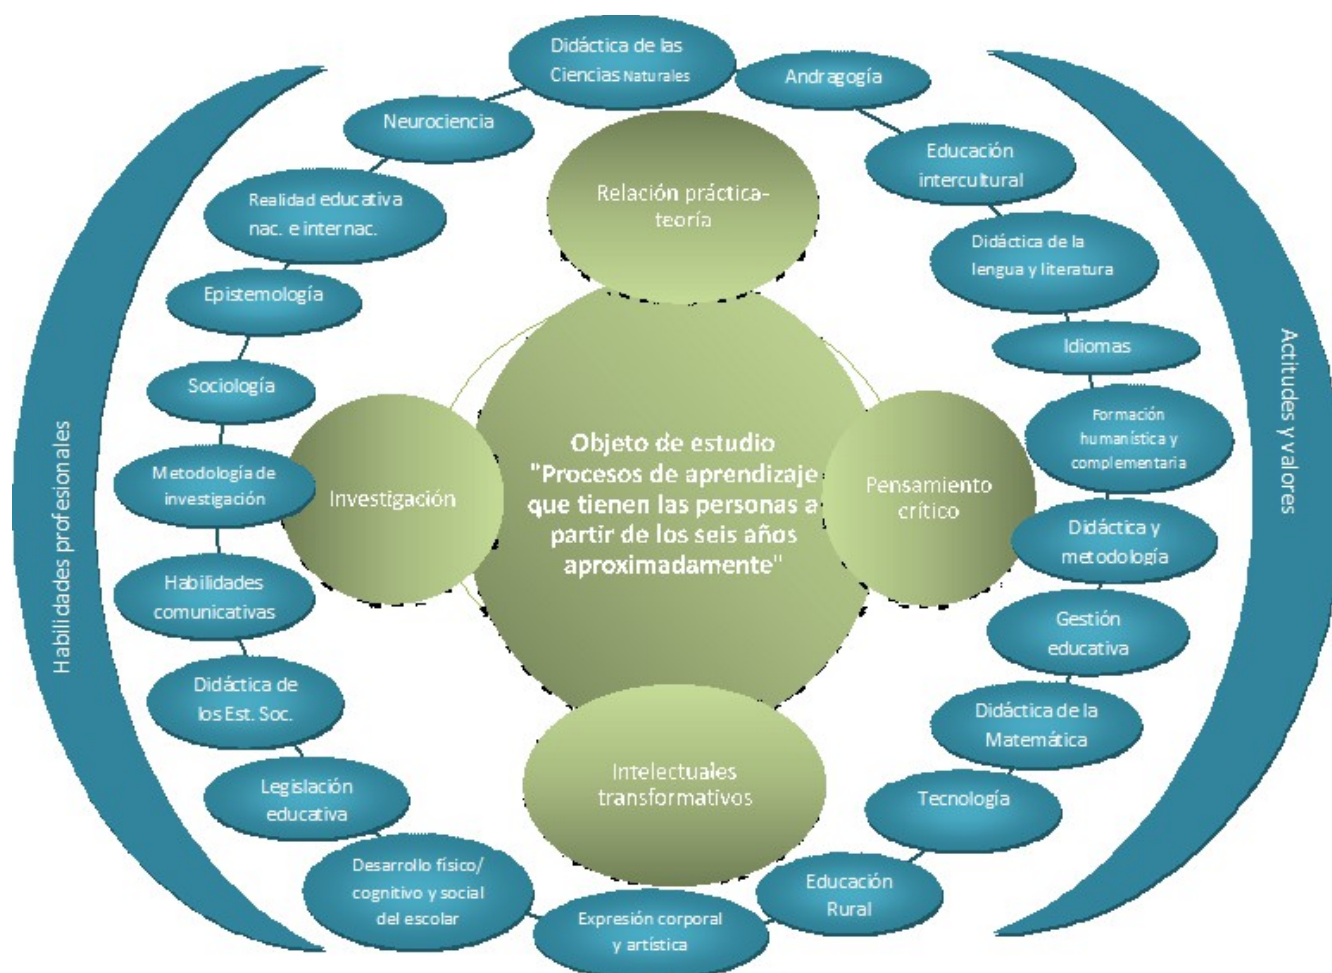 Didáctica de las
Ciencias Naturales
Andragogía
Educación
intercultural
Didáctica de la
lengua y literatura
Idiomas
Formación
humanística y
complementaria
Didáctica y
metodología
Gestión
educativa
Didáctica de la
Matemática
Tecnología
Educación
Rural
Expresión corporal
y artística
Desarrollo físico/
cognitivo y social
del escolar
Legislación
educativa
Didáctica de
los Est. Soc.
Habilidades
comunicativas
Metodología de
investigación
Sociología
Epistemología
Realidad educativa
nac. e internac.
Neurociencia
Relación práctica-
teoría
Pensamiento
crítico
Intelectuales
transformativos
Investigación
Objeto de estudio
"Procesos de aprendizaje
que tienen las personas a
partir de los seis años
aproximadamente"
Habilidades profesionales
Actitudes y valores